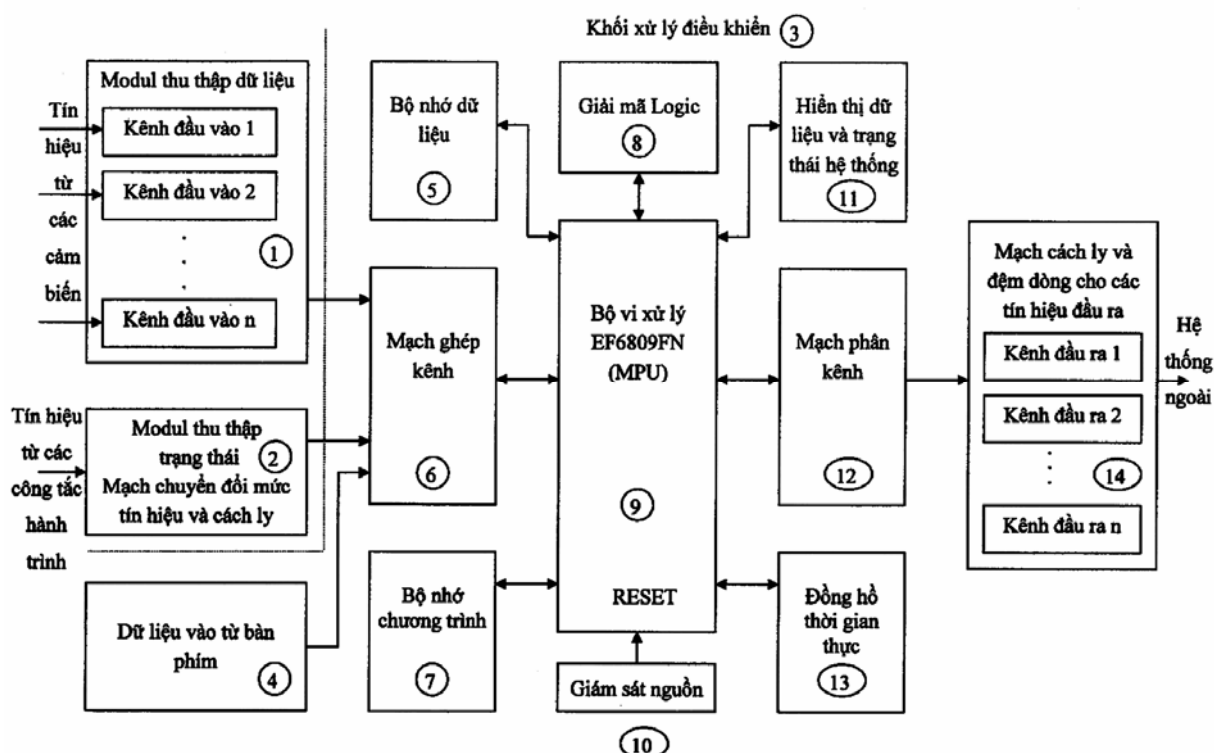 Khối xử lý điều khiển 3
Modul thu thập dữ liệu
Tín
hiệu
từ
các
cảm
biến
Kênh đầu vào 1
Kênh đầu vào 2
1
Kênh đầu vào n
Tín hiệu
từ các
công tắc
hành
trình
Modul thu thập
trạng thái
2
Mạch chuyển đổi mức
tín hiệu và cách ly
Dữ liệu vào từ bàn
phím
4
Bộ nhớ dữ
liệu
5
Mạch ghép
kênh
6
Bộ nhớ
chương trình
7
Giải mã Logic
8
Bộ vi xử lý
EF6809FN
(MPU)
9
RESET
Giám sát nguồn
10
Hiển thị dữ
liệu và trạng
thái hệ thống
11
Mạch phân
kênh
12
Đồng hồ
thời gian
thực
13
Mạch cách ly và
đệm dòng cho các
tín hiệu đầu ra
Kênh đầu ra 1
Kênh đầu ra 2
14
Kênh đầu ra n
Hệ
thống
ngoài